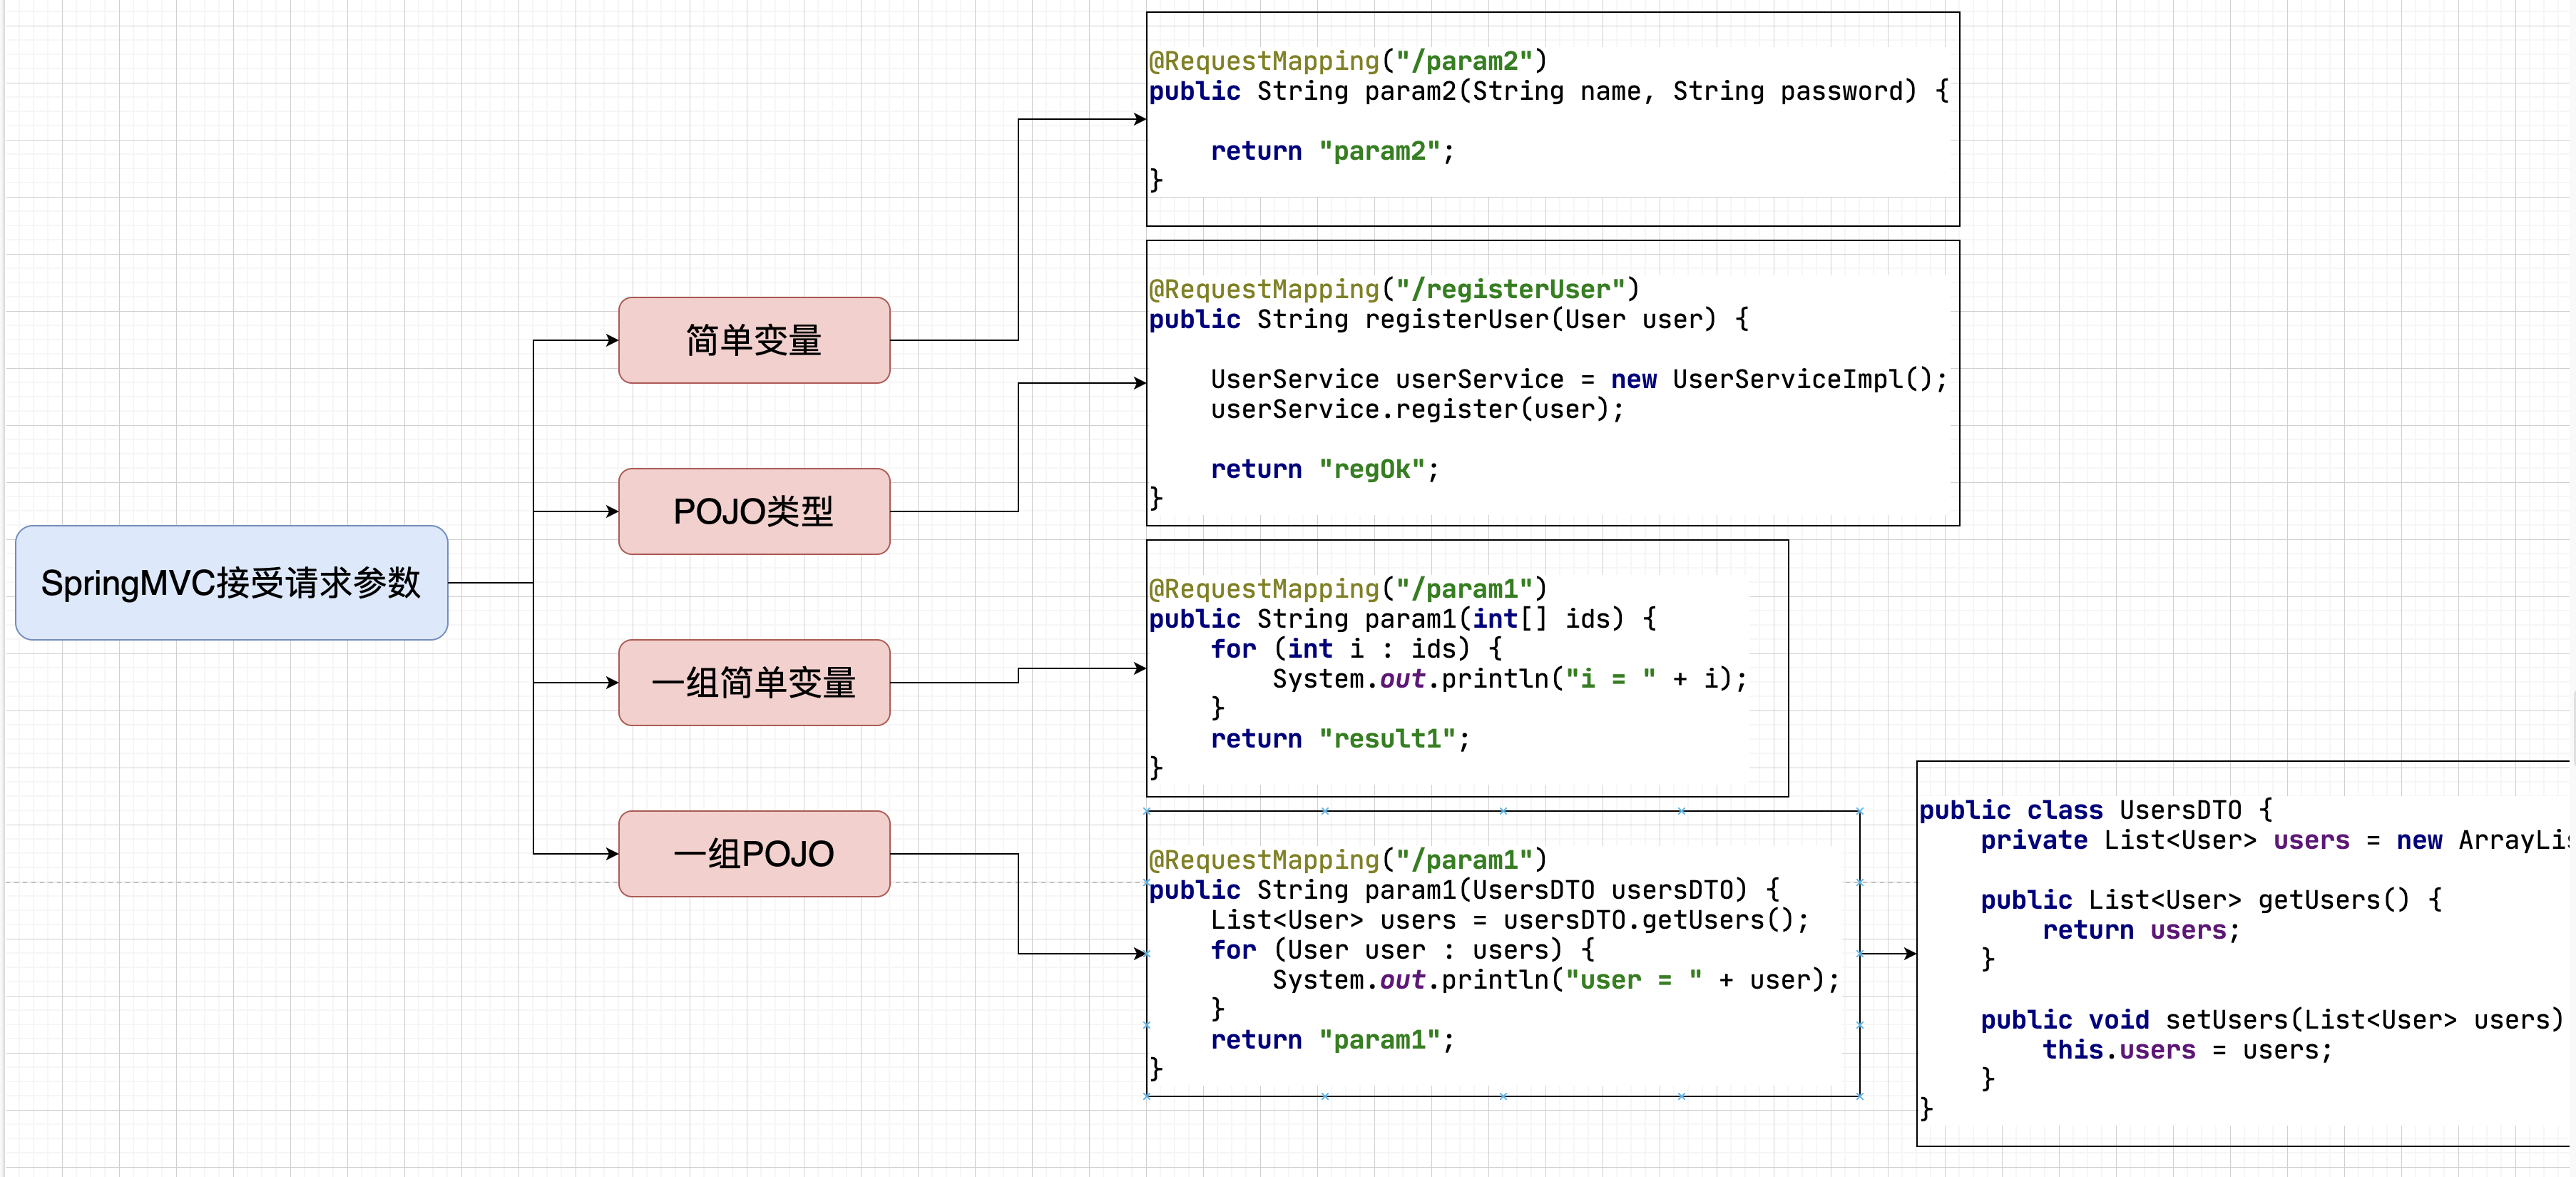 SpringMVC接受请求参数
简单变量
POJO类型
一组简单变量
一组POJO
@RequestMapping("/param2")
public String param2(String name, String password) {
    return "param2";
}
@RequestMapping("/registerUser")
public String registerUser(User user) {
    UserService userService = new UserServiceImpl();
    userService.register(user);
    return "regOk";
}
@RequestMapping("/param1")
public String param1(int[] ids) {
    for (int i : ids) {
        System.out.println("i = " + i);
    }
    return "result1";
}
@RequestMapping("/param1")
public String param1(UsersDTO usersDTO) {
    List<User> users = usersDTO.getUsers();
    for (User user : users) {
        System.out.println("user = " + user);
    }
    return "param1";
}
public class UsersDTO {
    private List<User> users = new
    public List<User> getUsers() {
        return users;
    }
    public void setUsers(List<User> users)
        this.users = users;
    }
}